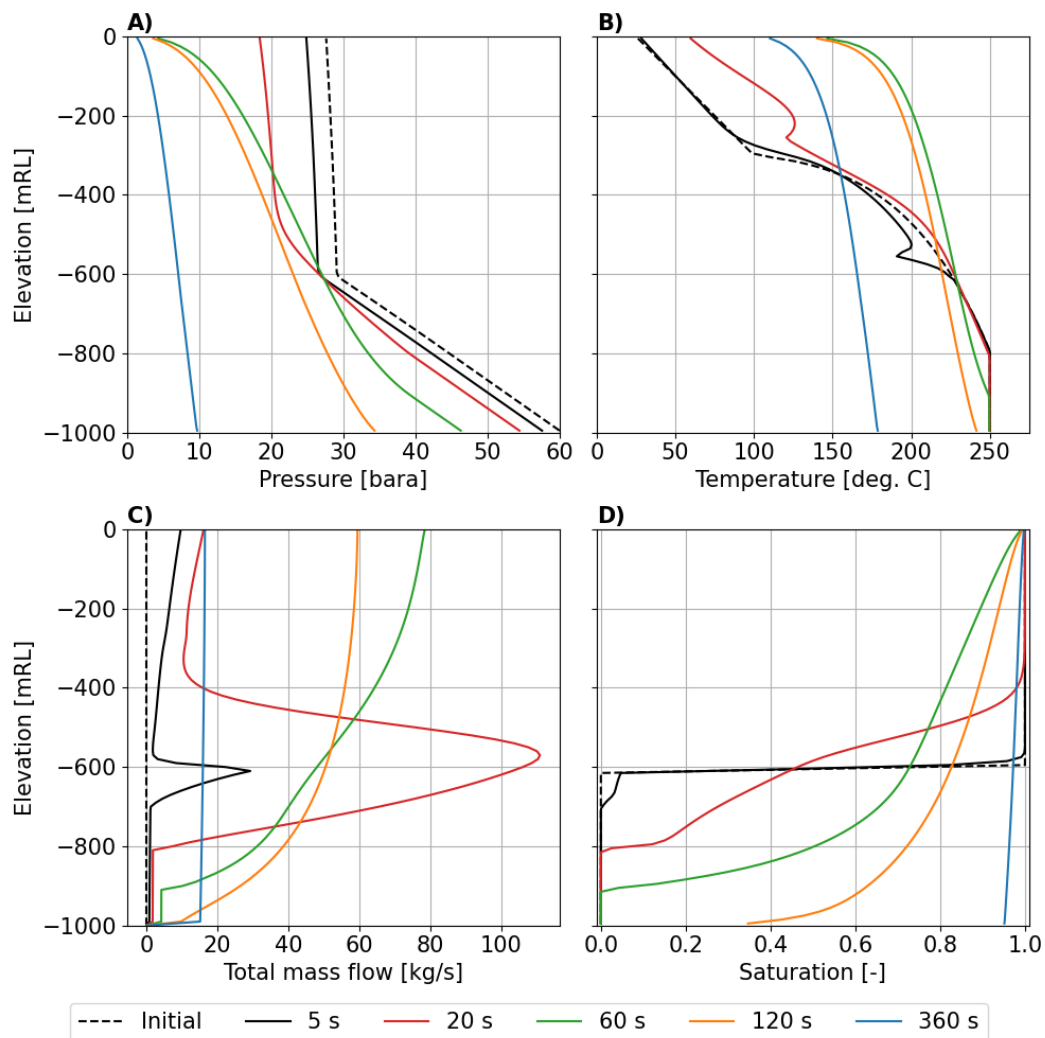 A) B)
0
−200
−400
−600
−800
−1000
Elevation [mRL]
0 10 20 30 40 50 60
Pressure [bara]
0 50 100 150 200 250
Temperature [deg. C]
C) D)
0
−200
−400
−600
−800
−1000
Elevation [mRL]
0 20 40 60 80 100
Total mass flow [kg/s]
0.0 0.2 0.4 0.6 0.8 1.0
Saturation [-]
Initial 5 s 20 s 60 s 120 s 360 s